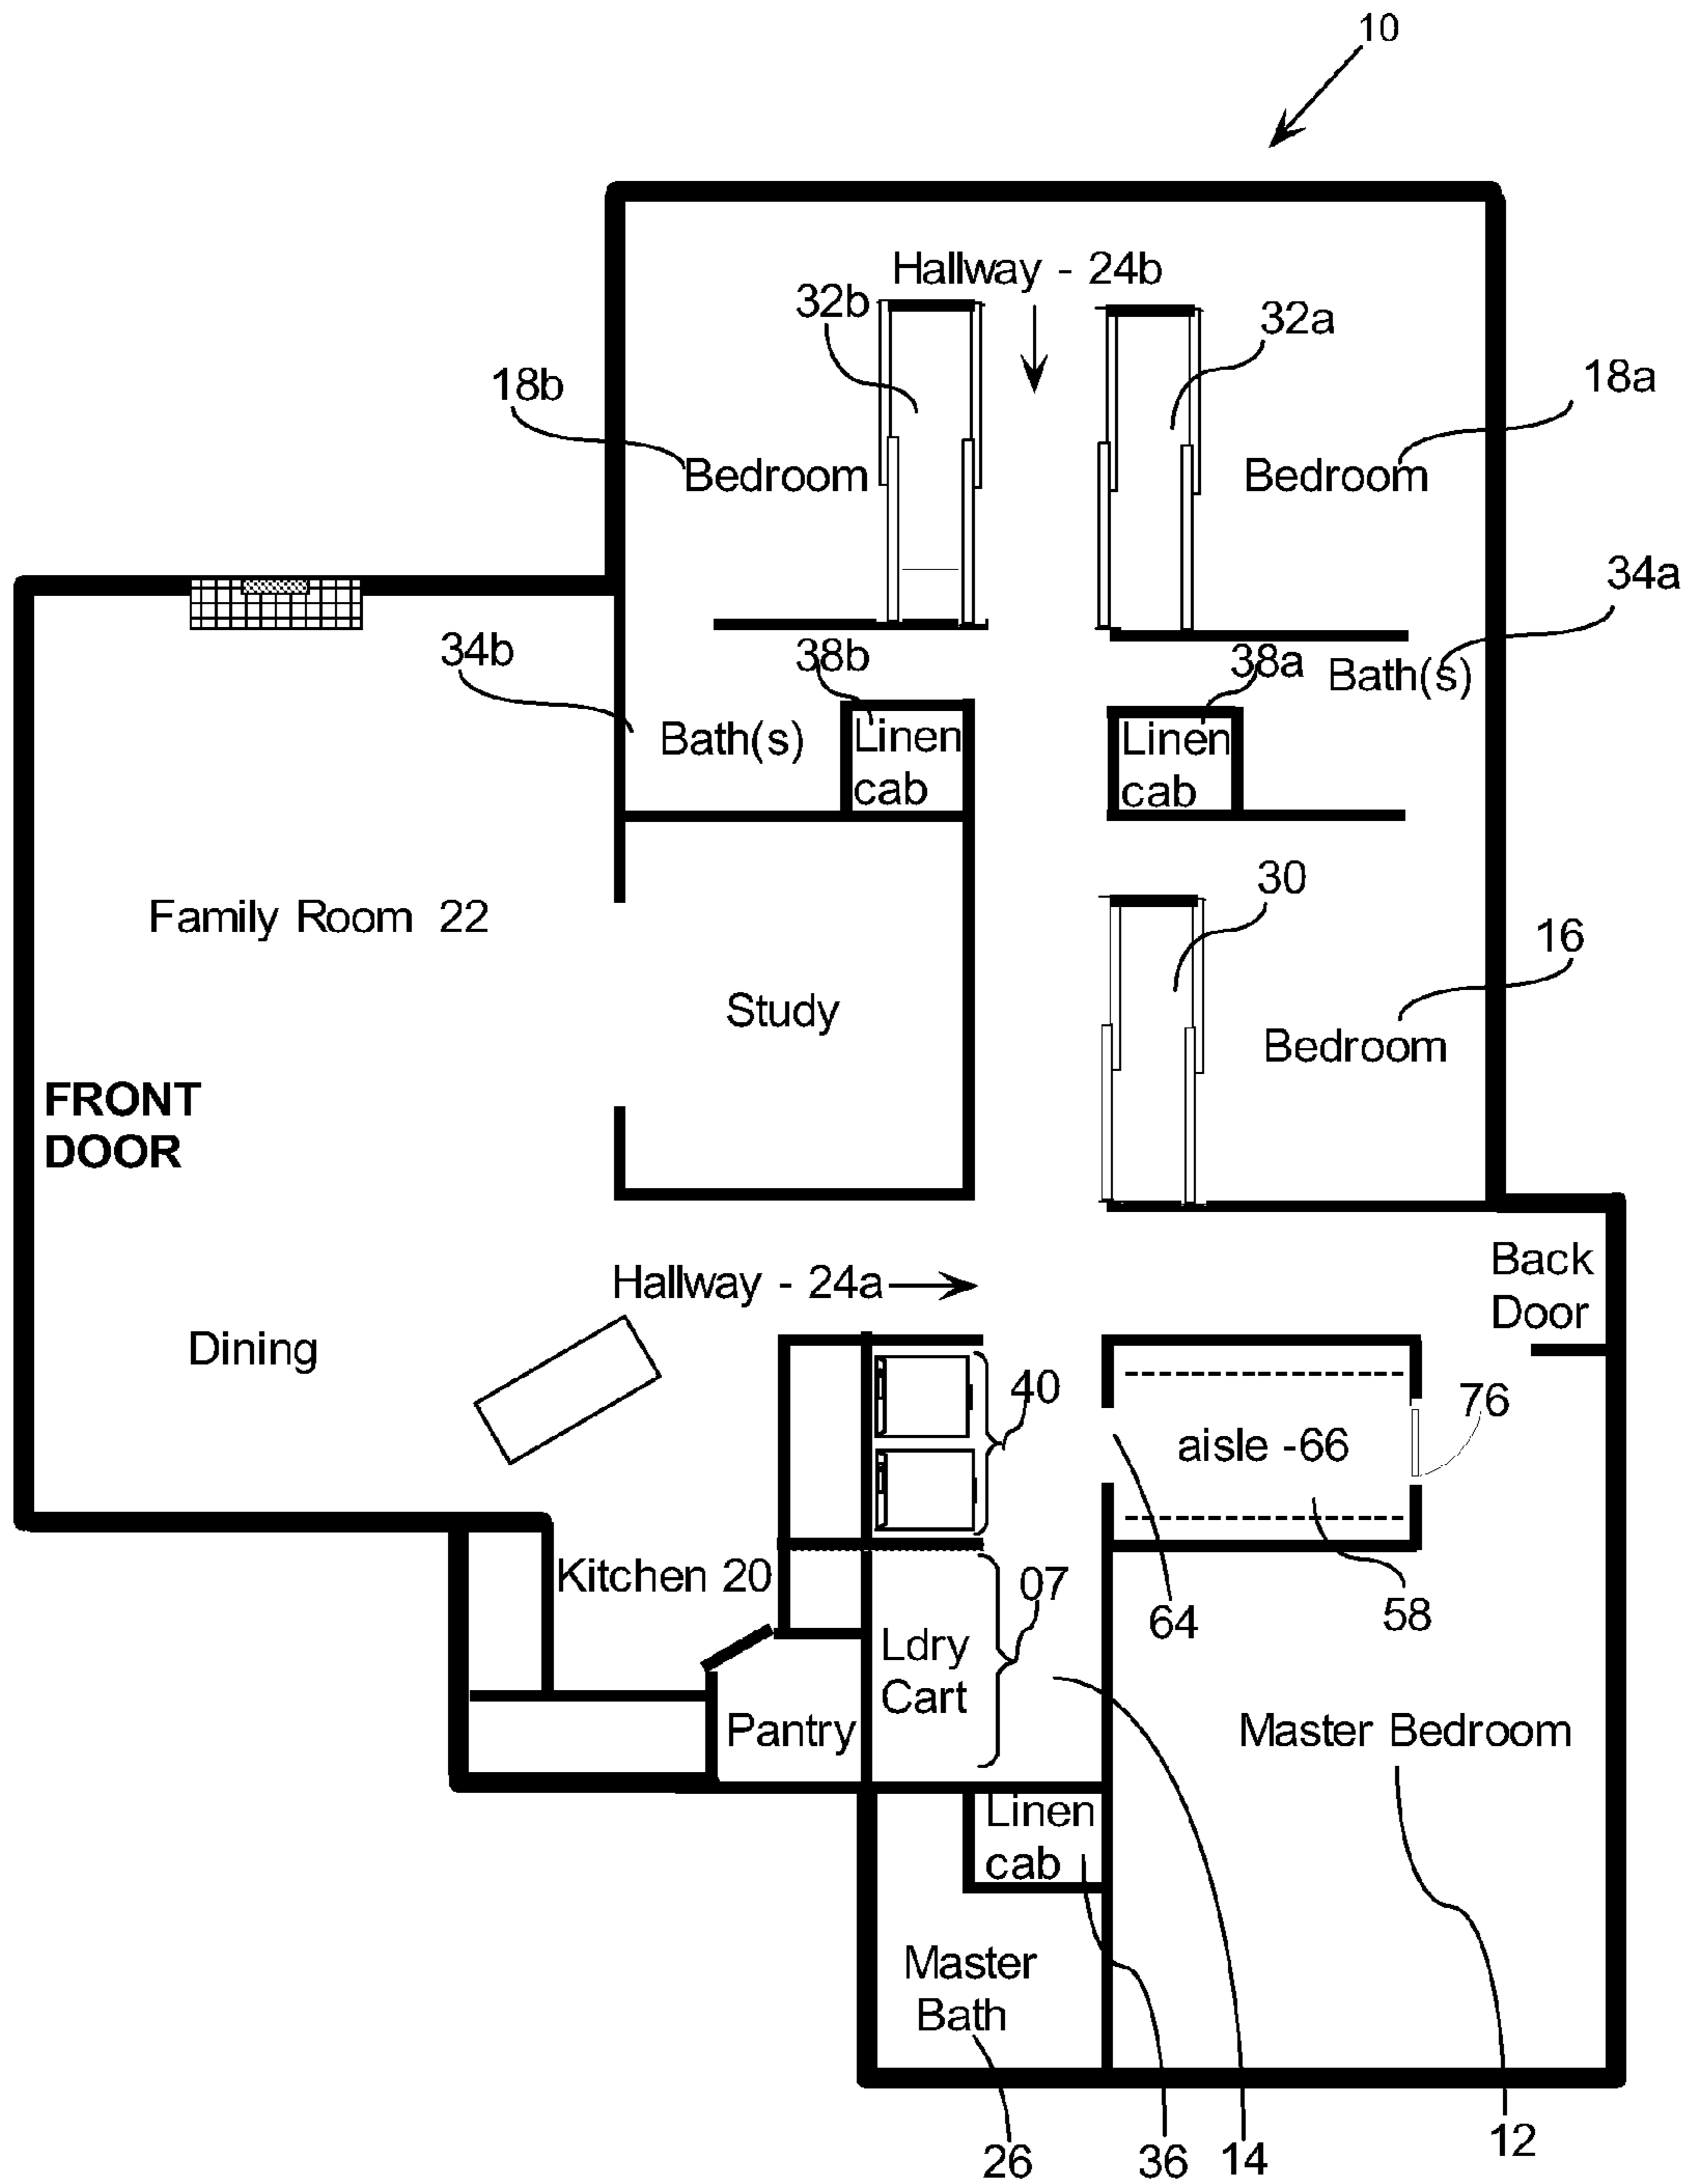 10
Hallway - 24b
32b
32a
18b
18a
Bedroom
Bedroom
34a
34b
38b
38a
Bath(s)
Bath(s)
Linen
cab
Linen
cab
30
Family Room 22
16
Study
Bedroom
FRONT
DOOR
Back
Door
Hallway - 24a
Dining
40
76
aisle -66
Kitchen 20
07
64
58
Ldry
Cart
Pantry
Master Bedroom
Linen
cab
Master
Bath
26
36
14
12